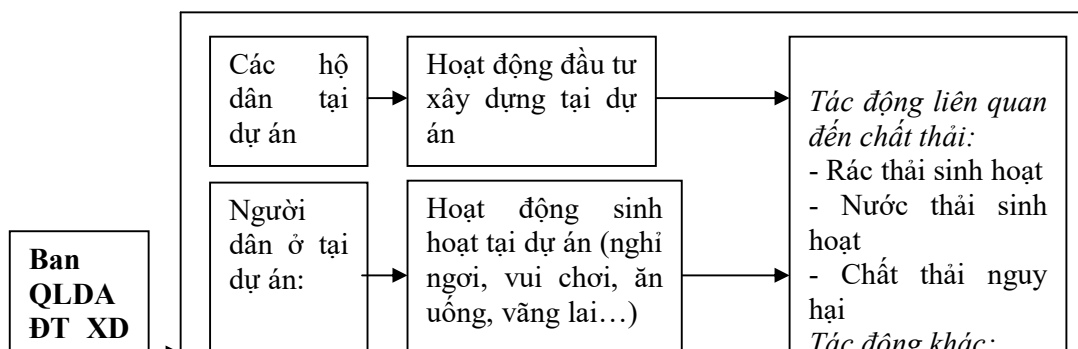 Các hộ
dân tại
dự án
Hoạt động đầu tư
xây dựng tại dự
án
Tác động liên quan
đến chất thải:
- Rác thải sinh hoạt
- Nước thải sinh
hoạt
- Chất thải nguy
hại
Tác động khác:
Người
dân ở tại
dự án:
Hoạt động sinh
hoạt tại dự án (nghỉ
ngơi, vui chơi, ăn
uống, vãng lai…)
Ban
QLDA
ĐT XD